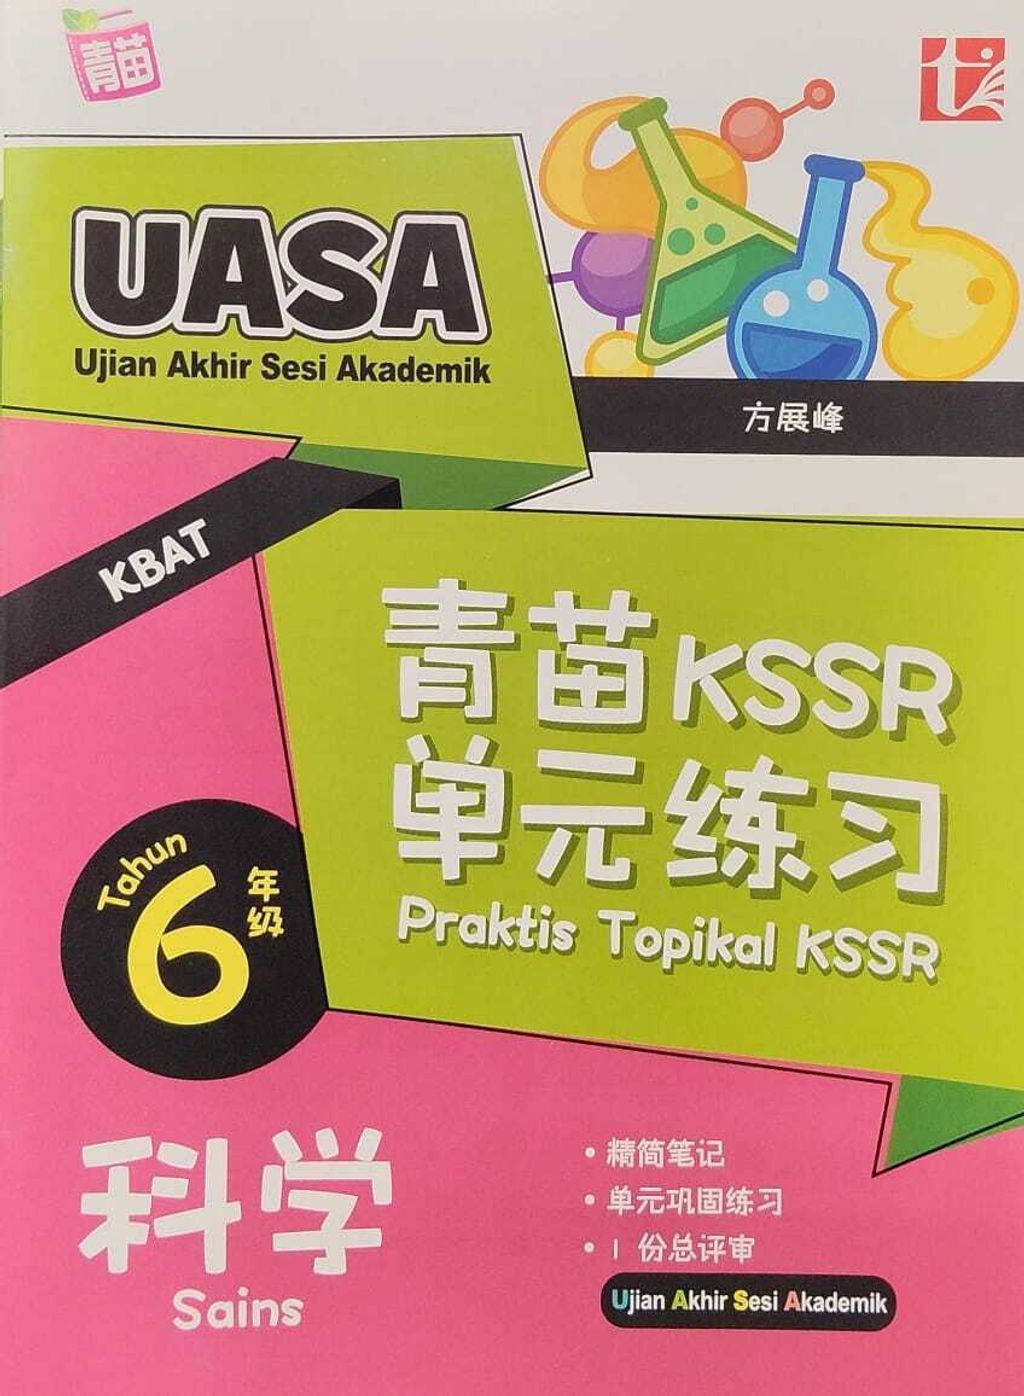 青苗
UASA
Ujian Akhir Sesi Akademik
方展峰
KBAT
青苗KSSR
单元练习
Praktis Topikal KSSR
Tahun
6
年级
科学
Sains
• 精简笔记
• 单元巩固练习
• 1 份总评审
Ujian Akhir Sesi Akademik